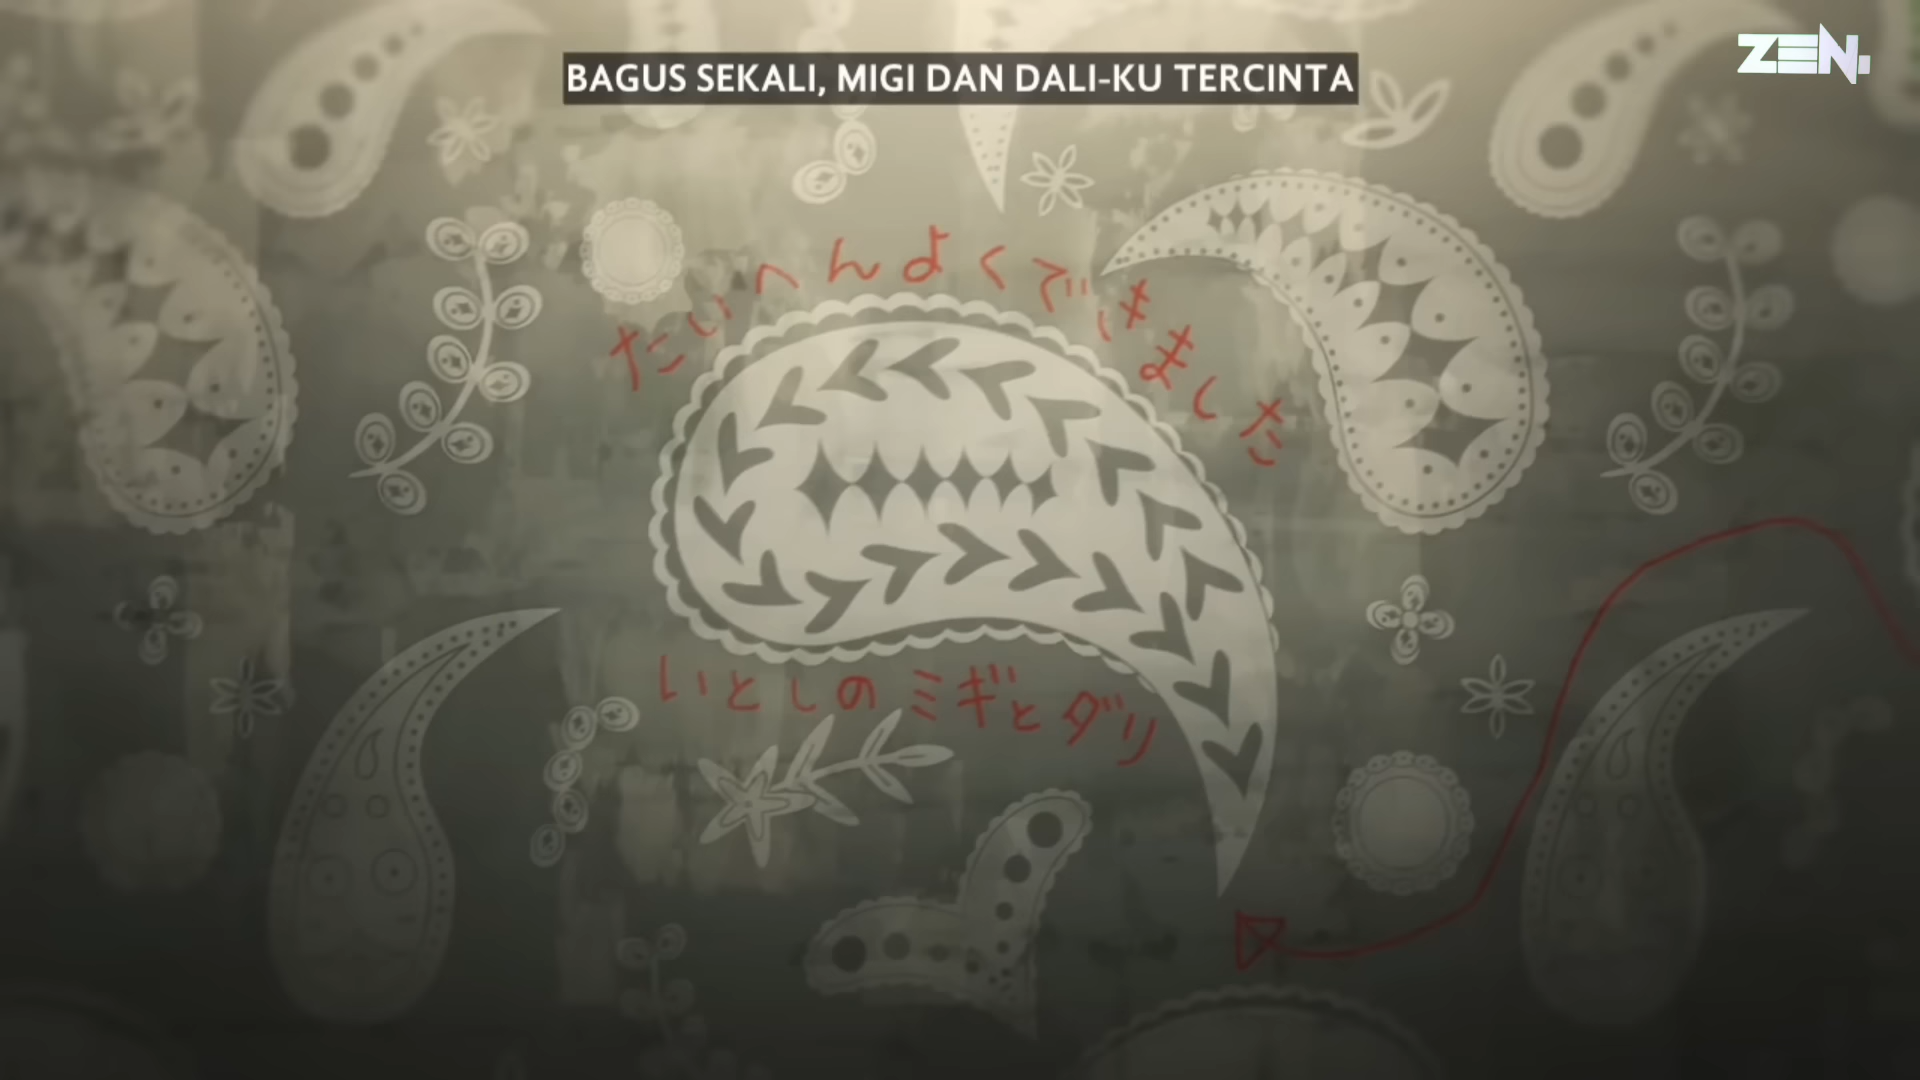 BAGUS SEKALI, MIGI DAN DALI-KU TERCINTA
ZEN.
たいへんよくできました
いとしのミギとダリ